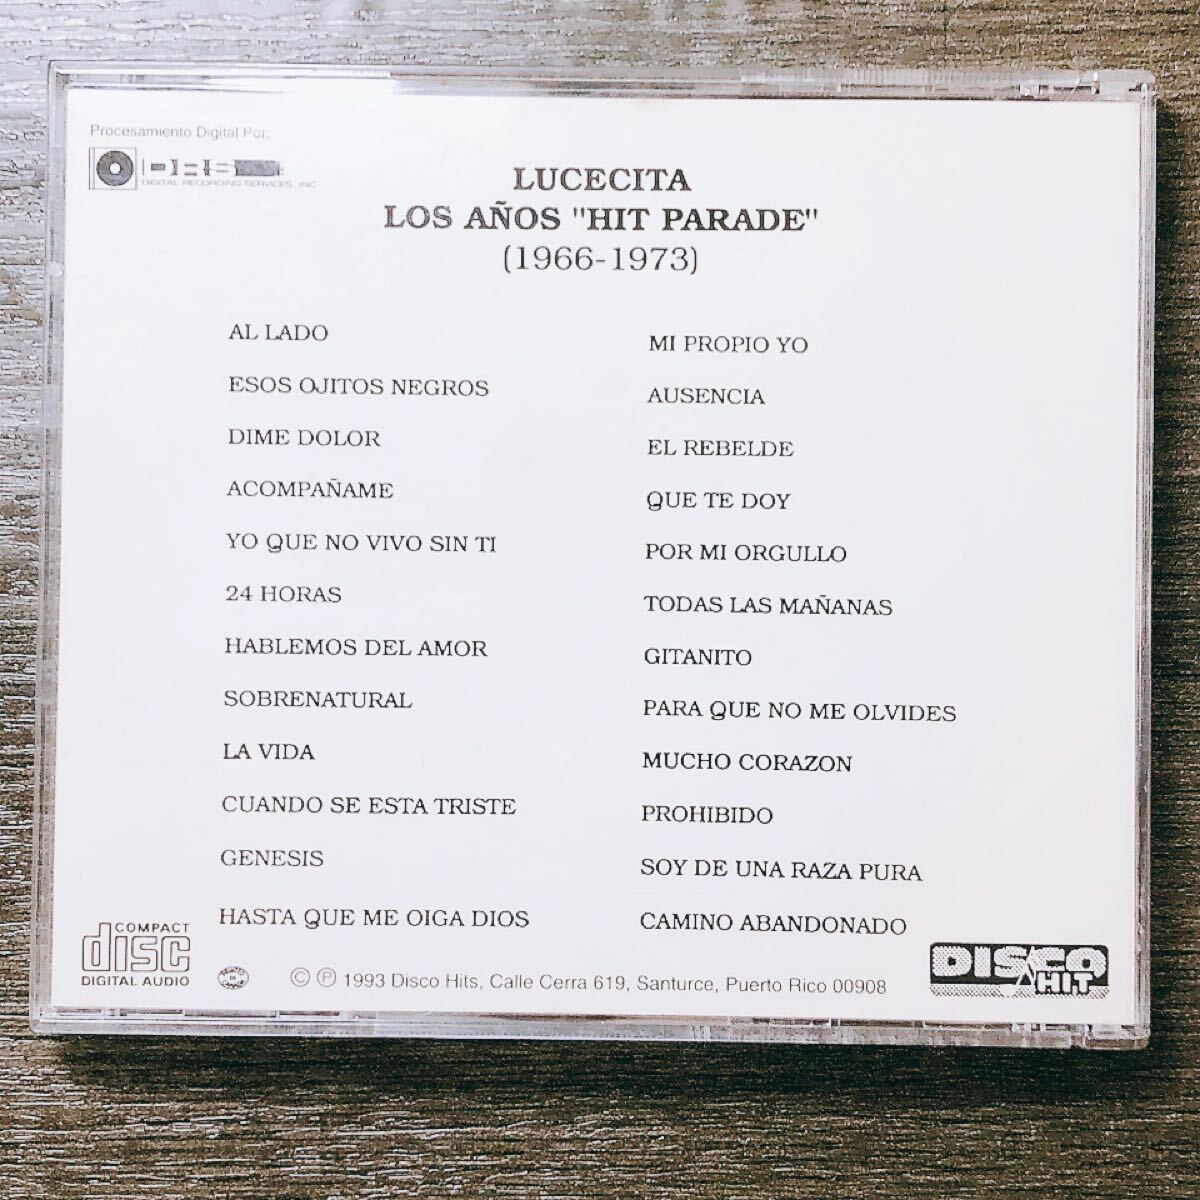 Procesamiento Digital Por:
DRS
DIGITAL RECORDING SERVICES, INC
LUCECITA
LOS AÑOS "HIT PARADE"
(1966-1973)
AL LADO
ESOS OJITOS NEGROS
DIME DOLOR
ACOMPAÑAME
YO QUE NO VIVO SIN TI
24 HORAS
HABLEMOS DEL AMOR
SOBRENATURAL
LA VIDA
CUANDO SE ESTA TRISTE
GENESIS
HASTA QUE ME OIGA DIOS
MI PROPIO YO
AUSENCIA
EL REBELDE
QUE TE DOY
POR MI ORGULLO
TODAS LAS MAÑANAS
GITANITO
PARA QUE NO ME OLVIDES
MUCHO CORAZON
PROHIBIDO
SOY DE UNA RAZA PURA
CAMINO ABANDONADO
COMPACT
disc
DIGITAL AUDIO
© ℗ 1993 Disco Hits, Calle Cerra 619, Santurce, Puerto Rico 00908
DISCO
HIT